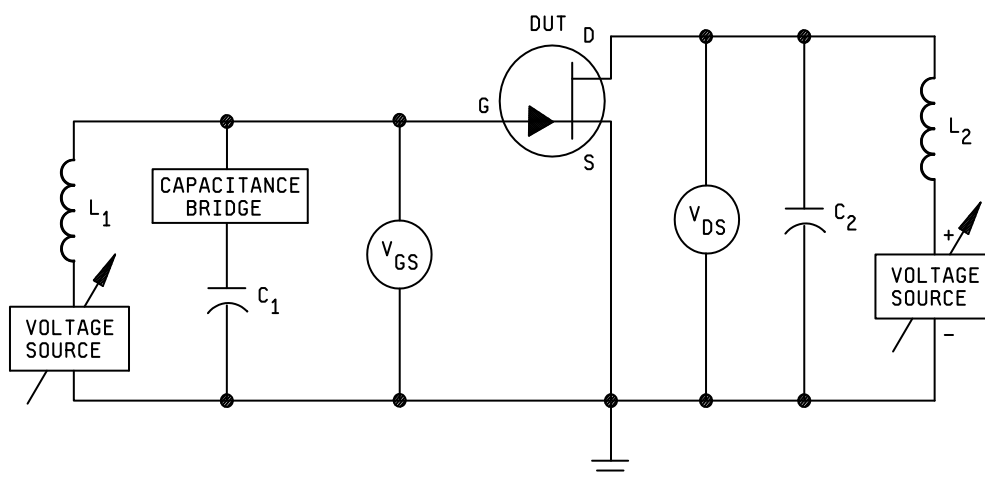 DUT
D
G
S
L1
CAPACITANCE
BRIDGE
C1
VGS
VOLTAGE
SOURCE
VDS
C2
L2
+
VOLTAGE
SOURCE
−